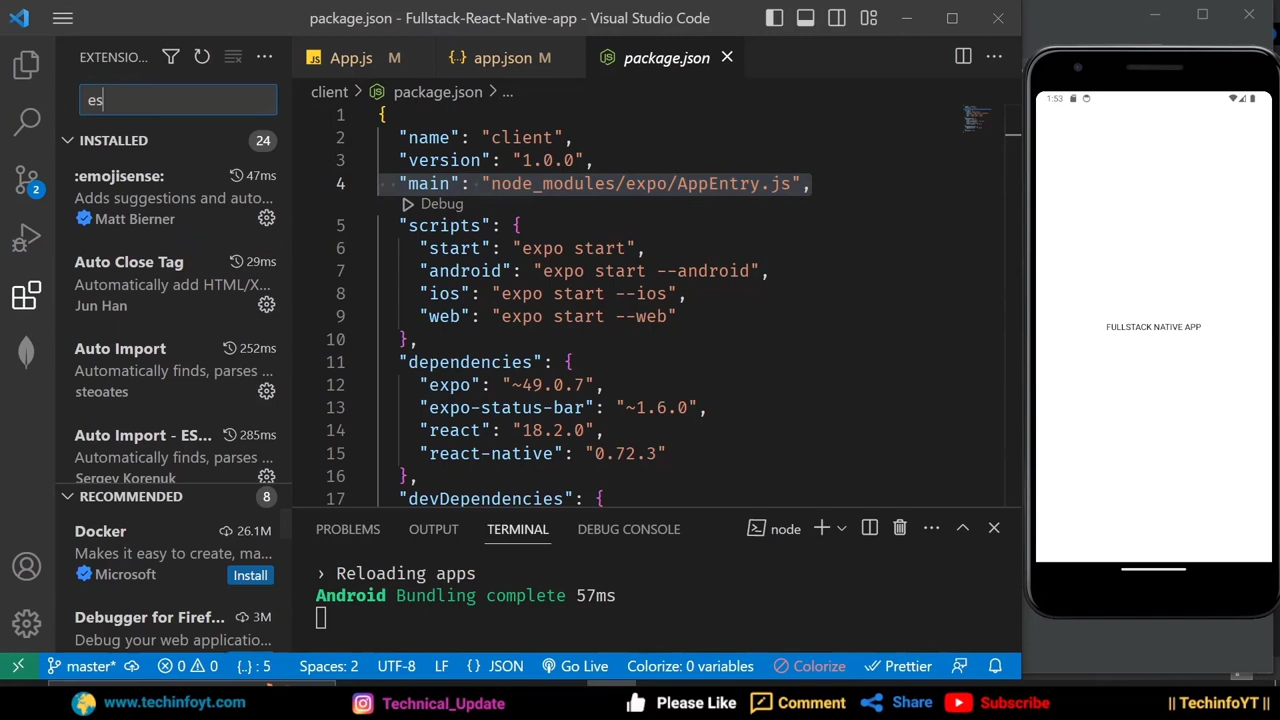 package.json - Fullstack-React-Native-app - Visual Studio Code
EXTENSIO...
es
INSTALLED 24
:emojisense: 47ms
Adds suggestions and auto...
Matt Bierner
Auto Close Tag 29ms
Automatically add HTML/X...
Jun Han
Auto Import 252ms
Automatically finds, parses ...
steoates
Auto Import - ES... 285ms
Automatically finds, parses ...
Sergey Korenuk
RECOMMENDED 8
Docker 26.1M
Makes it easy to create, ma...
Microsoft Install
Debugger for Firef... 3M
Debug your web applicatio...
2
App.js M
app.json M
package.json
client > package.json > ...
1 {
2 "name": "client",
3 "version": "1.0.0",
4 "main": "node_modules/expo/AppEntry.js",
Debug
5 "scripts": {
6 "start": "expo start",
7 "android": "expo start --android",
8 "ios": "expo start --ios",
9 "web": "expo start --web"
10 },
11 "dependencies": {
12 "expo": "~49.0.7",
13 "expo-status-bar": "~1.6.0",
14 "react": "18.2.0",
15 "react-native": "0.72.3"
16 },
17 "devDependencies": {
PROBLEMS OUTPUT TERMINAL DEBUG CONSOLE node
› Reloading apps
Android Bundling complete 57ms
master* 0 0 {..} : 5 Spaces: 2 UTF-8 LF { } JSON Go Live Colorize: 0 variables Colorize Prettier
1:53
FULLSTACK NATIVE APP
www.techinfoyt.com Technical_Update Please Like Comment Share Subscribe || TechinfoYT ||